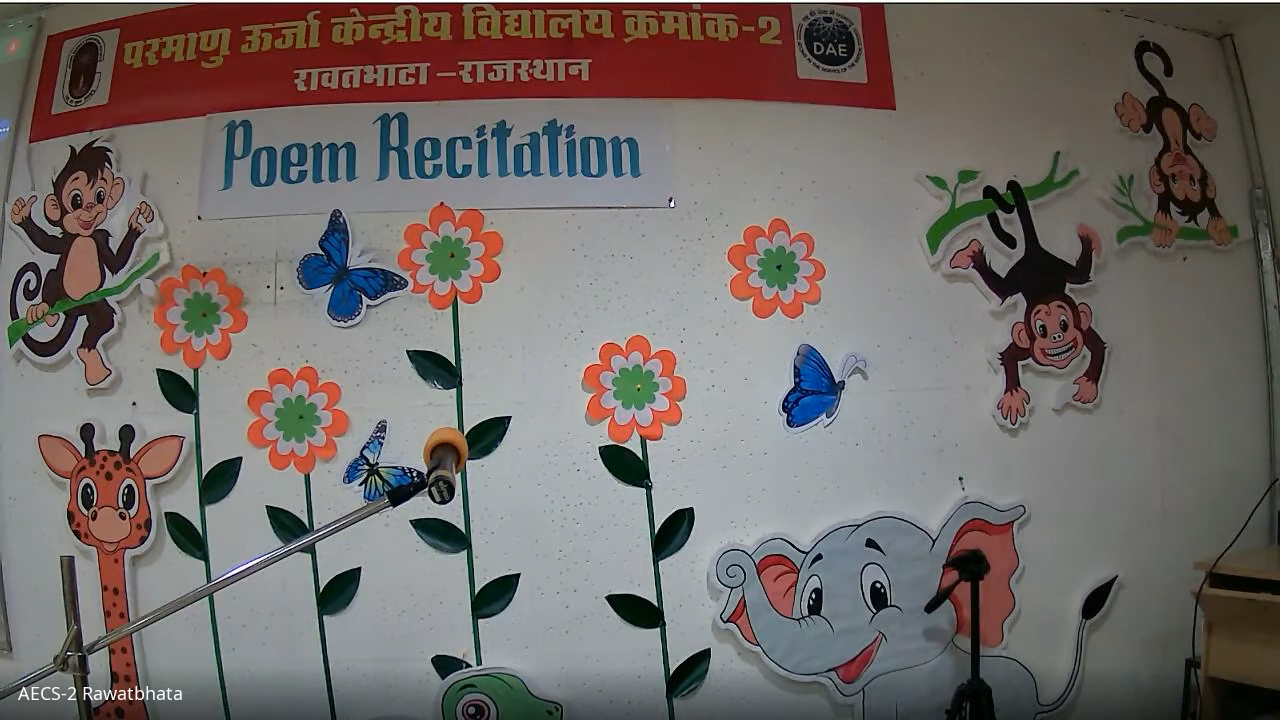 परमाणु ऊर्जा केन्द्रीय विद्यालय क्रमांक-2
रावतभाटा –राजस्थान
DAE
Poem Recitation
AECS-2 Rawatbhata